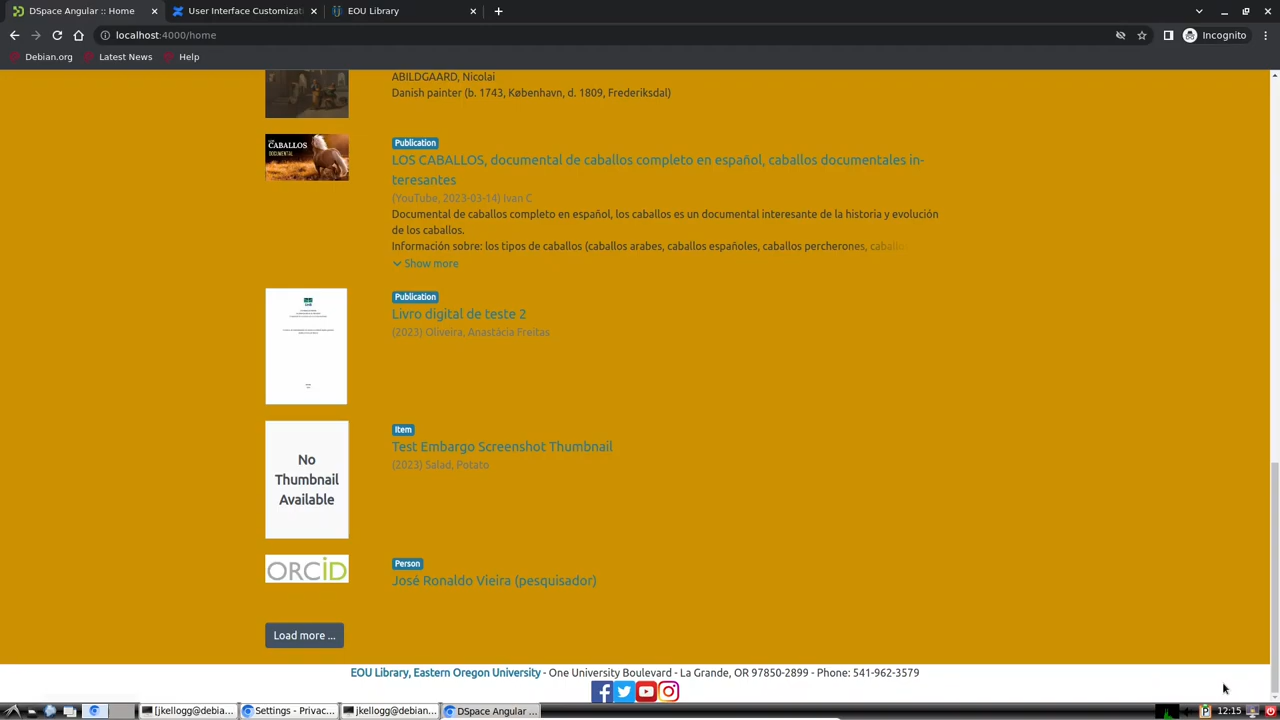 DSpace Angular :: Home
User Interface Customizat
EOU Library
localhost:4000/home
Incognito
Debian.org
Latest News
Help
ABILDGAARD, Nicolai
Danish painter (b. 1743, København, d. 1809, Frederiksdal)
CABALLOS
DOCUMENTAL
Publication
LOS CABALLOS, documental de caballos completo en español, caballos documentales in-
teresantes
(YouTube, 2023-03-14) Ivan C
Documental de caballos completo en español, los caballos es un documental interesante de la historia y evolución
de los caballos.
Información sobre: los tipos de caballos (caballos arabes, caballos españoles, caballos percherones, caballo
Show more
Publication
Livro digital de teste 2
(2023) Oliveira, Anastácia Freitas
No
Thumbnail
Available
Item
Test Embargo Screenshot Thumbnail
(2023) Salad, Potato
ORCID
Person
José Ronaldo Vieira (pesquisador)
Load more ...
EOU Library, Eastern Oregon University - One University Boulevard - La Grande, OR 97850-2899 - Phone: 541-962-3579
[jkellogg@debia...
Settings - Privac...
jkellogg@debian...
DSpace Angular ...
12:15